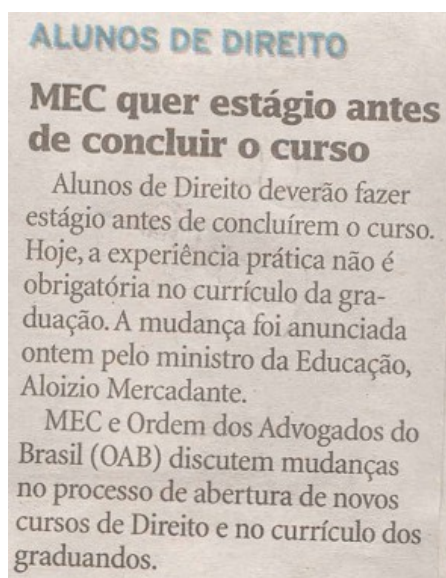 ALUNOS DE DIREITO
MEC quer estágio antes
de concluir o curso
Alunos de Direito deverão fazer
estágio antes de concluírem o curso.
Hoje, a experiência prática não é
obrigatória no currículo da gra-
duação. A mudança foi anunciada
ontem pelo ministro da Educação,
Aloizio Mercadante.
MEC e Ordem dos Advogados do
Brasil (OAB) discutem mudanças
no processo de abertura de novos
cursos de Direito e no currículo dos
graduandos.